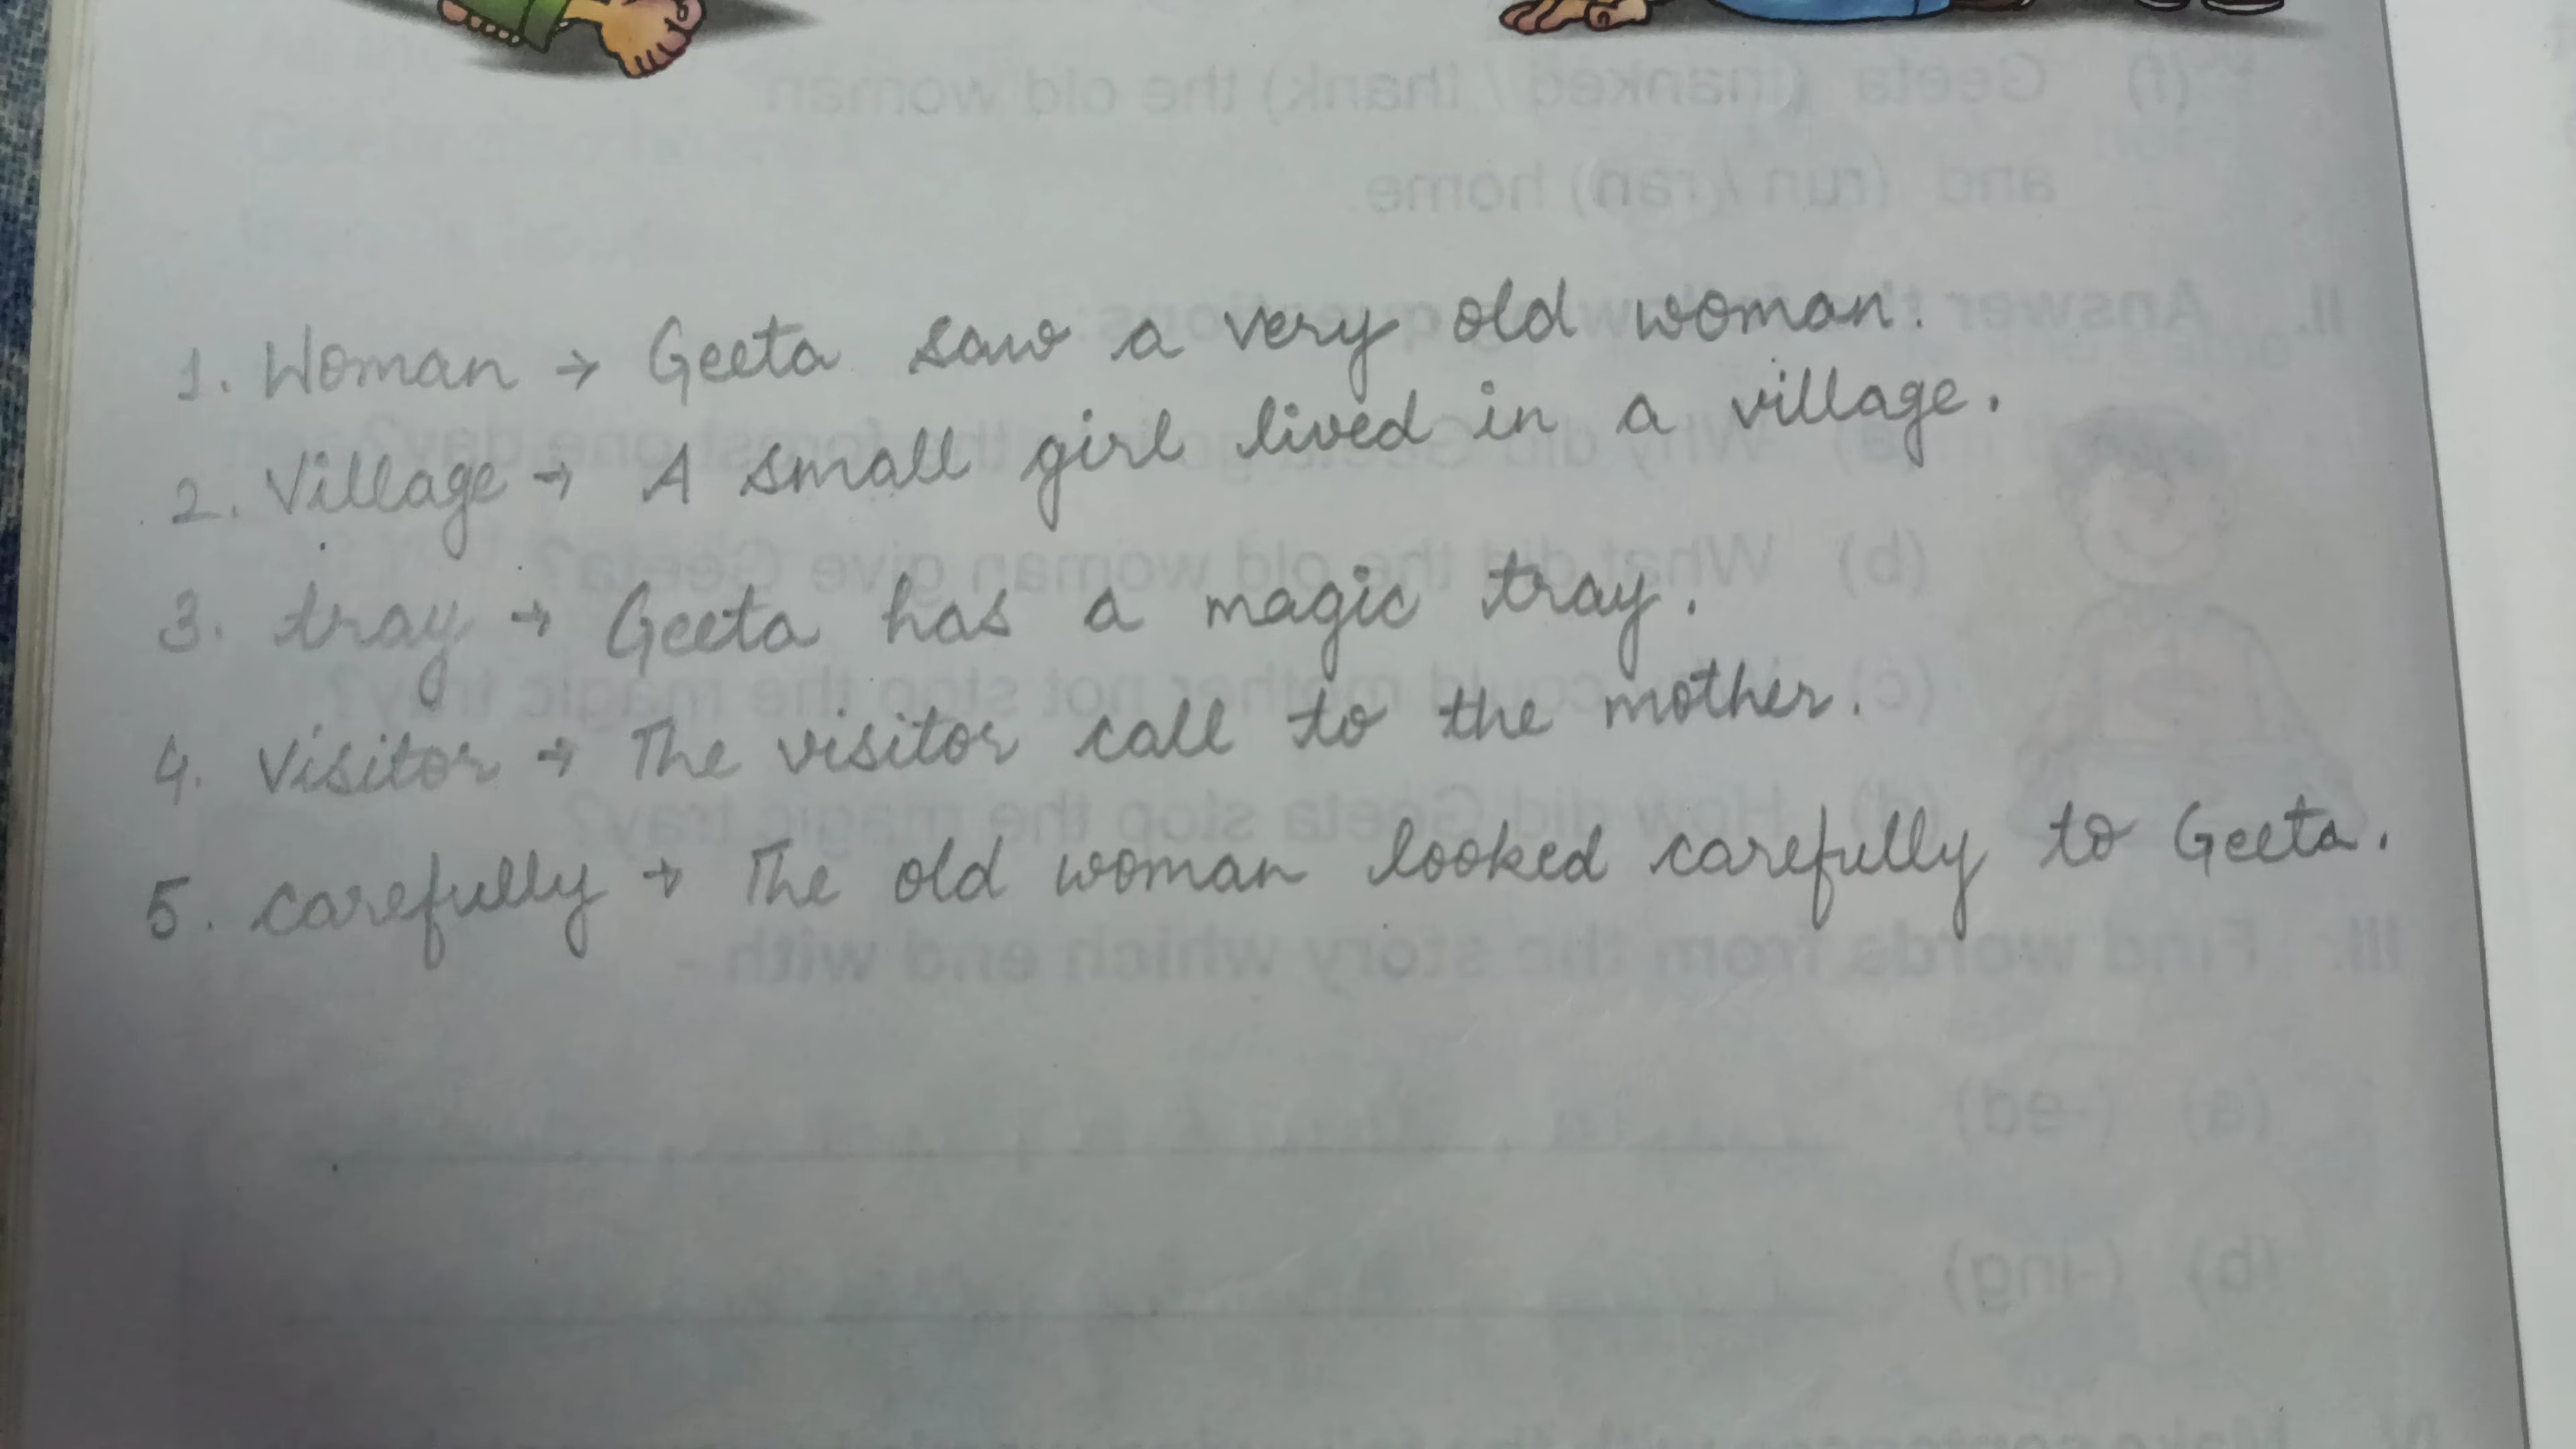 1. Woman → Geeta saw a very old woman.
2. Village → A small girl lived in a village.
3. tray → Geeta has a magic tray.
4. Visitor → The visitor call to the mother.
5. carefully → The old woman looked carefully to Geeta.